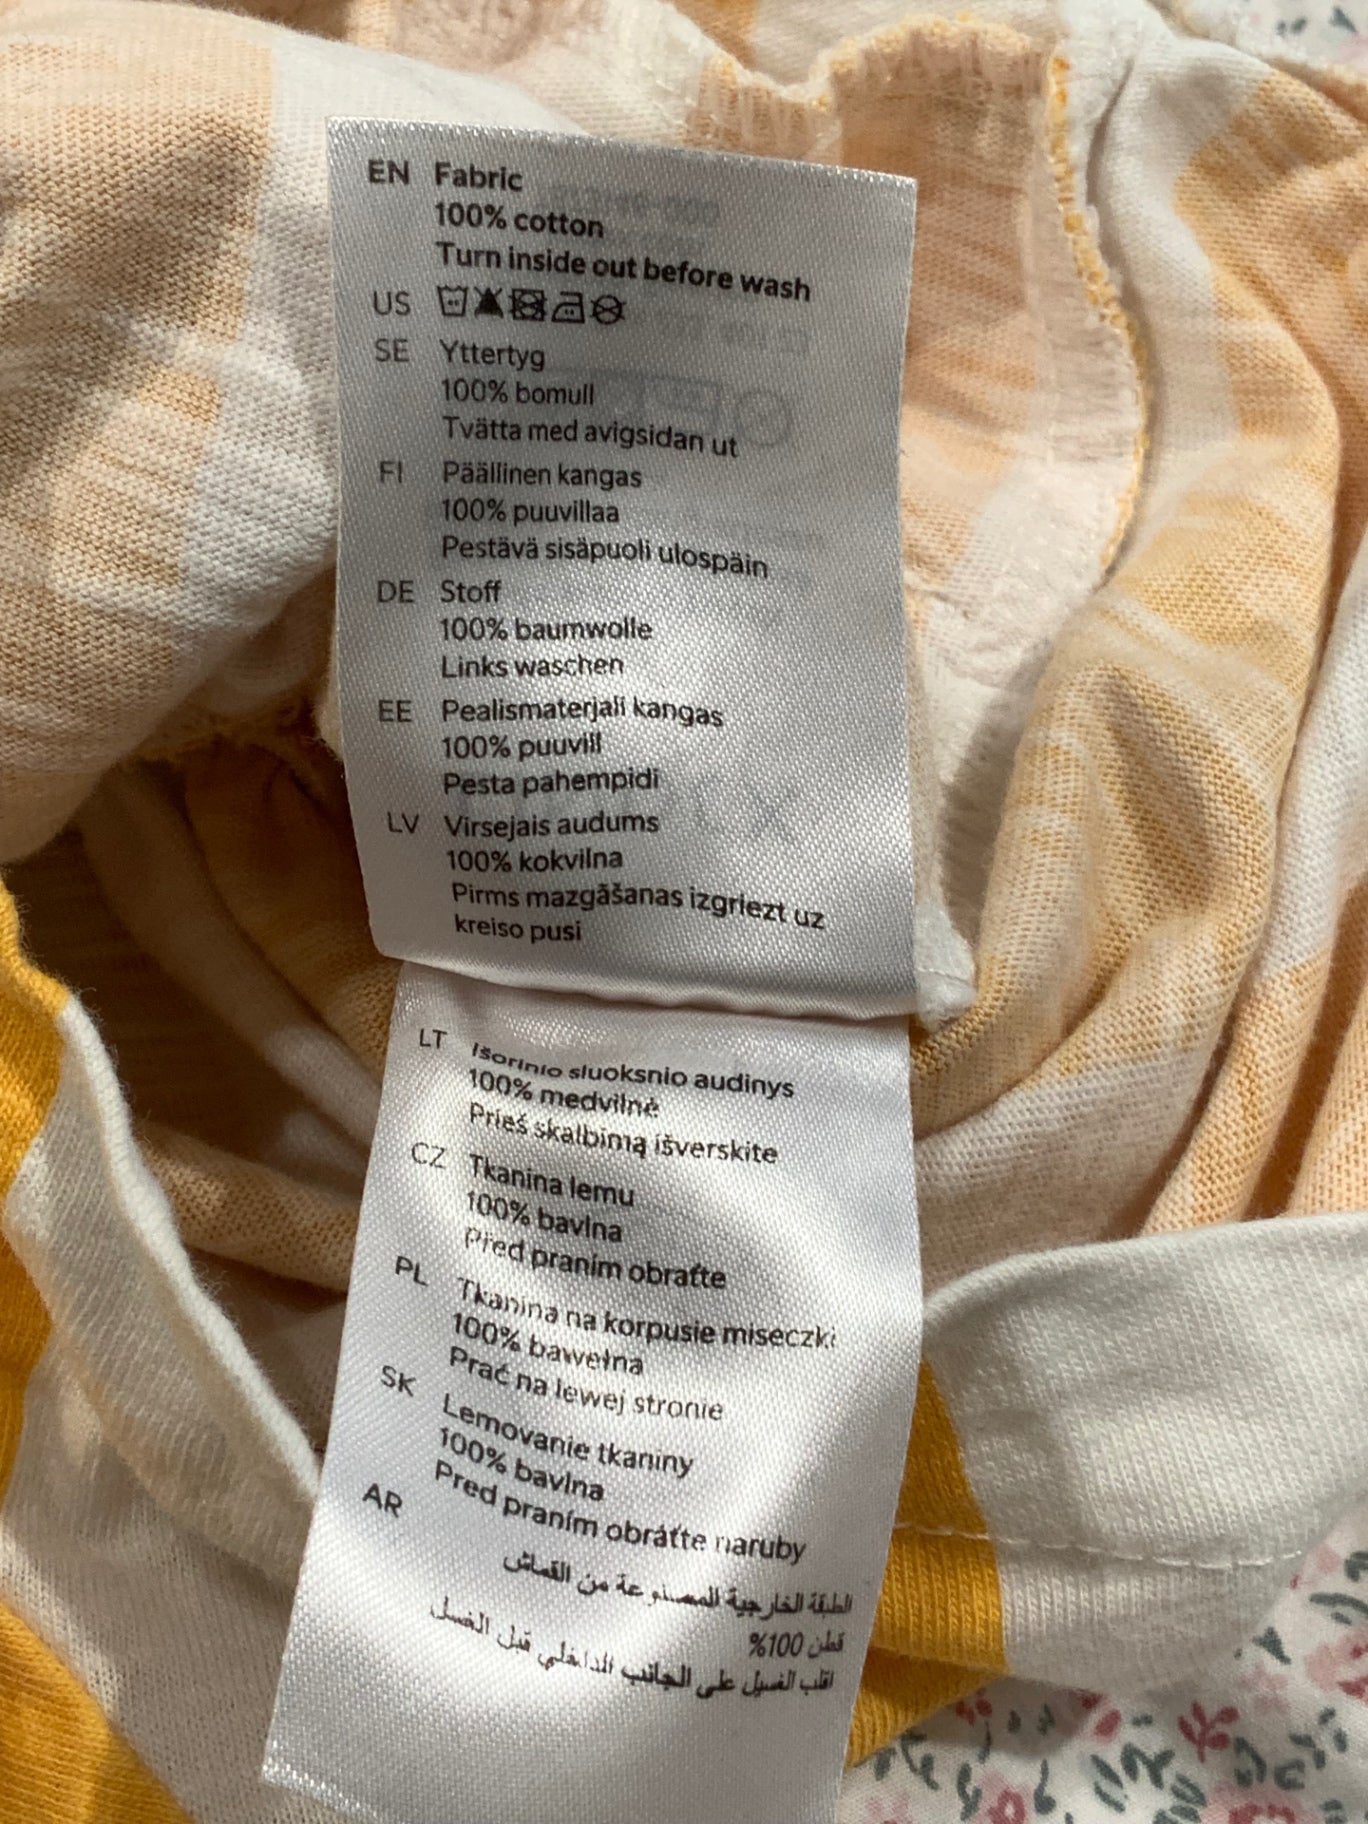 EN Fabric
100% cotton
Turn inside out before wash
US
SE Yttertyg
100% bomull
Tvätta med avigsidan ut
FI Päällinen kangas
100% puuvillaa
Pestävä sisäpuoli ulospäin
DE Stoff
100% baumwolle
Links waschen
EE Pealismaterjali kangas
100% puuvill
Pesta pahempidi
LV Virsejais audums
100% kokvilna
Pirms mazgāšanas izgriezt uz
kreiso pusi
LT Išorinio sluoksnio audinys
100% medvilnė
Prieš skalbimą išverskite
CZ Tkanina lemu
100% bavlna
Před praním obraťte
PL Tkanina na korpusie miseczki
100% bawełna
Prać na lewej stronie
SK Lemovanie tkaniny
100% bavlna
Pred praním obráťte naruby
AR
الطبقة الخارجية المصنوعة من القماش
قطن 100%
اقلب الغسيل على الجانب الداخلي قبل الغسل